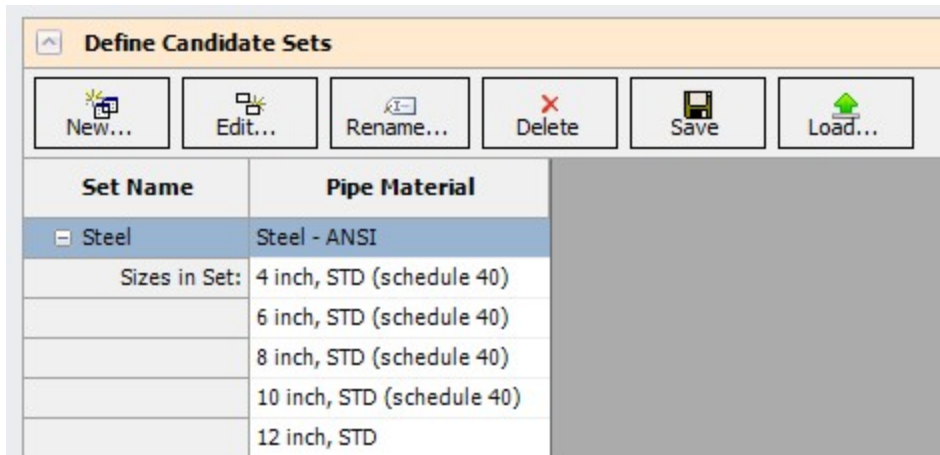 Define Candidate Sets
New... Edit... Rename... Delete Save Load...
Set Name Pipe Material
Steel Steel - ANSI
Sizes in Set: 4 inch, STD (schedule 40)
6 inch, STD (schedule 40)
8 inch, STD (schedule 40)
10 inch, STD (schedule 40)
12 inch, STD